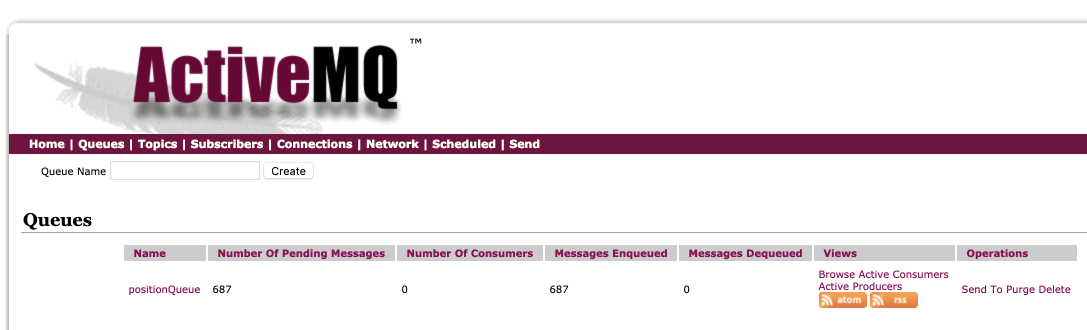 ActiveMQ™
Home | Queues | Topics | Subscribers | Connections | Network | Scheduled | Send
Queue Name Create
Queues
Name Number Of Pending Messages Number Of Consumers Messages Enqueued Messages Dequeued Views Operations
positionQueue 687 0 687 0 Browse Active Consumers Send To Purge Delete
Active Producers
atom rss